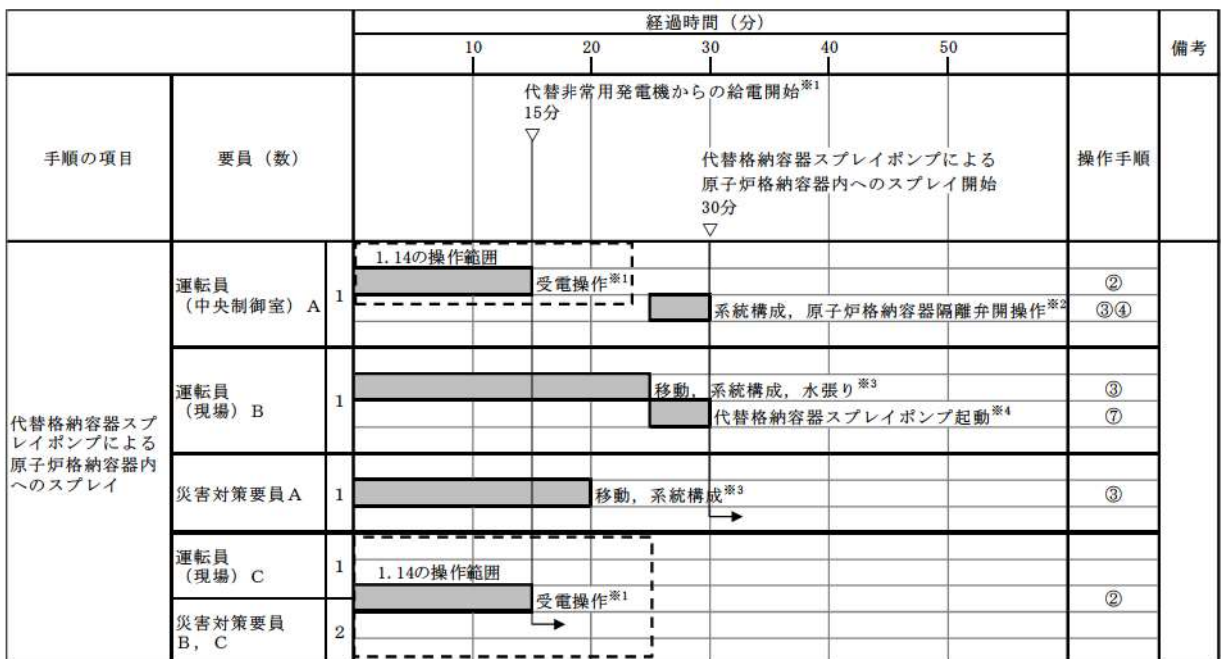 経過時間（分）
備考
10 20 30 40 50
手順の項目
要員（数）
代替非常用発電機からの給電開始※1
15分
▽
代替格納容器スプレイポンプによる
原子炉格納容器内へのスプレイ開始
30分
▽
操作手順
代替格納容器スプ
レイポンプによる
原子炉格納容器内
へのスプレイ
運転員
（中央制御室）A
1
1.14の操作範囲
受電操作※1
②
系統構成，原子炉格納容器隔離弁開操作※2
③④
運転員
（現場）B
1
移動，系統構成，水張り※3
③
代替格納容器スプレイポンプ起動※4
⑦
災害対策要員A
1
移動，系統構成※3
③
運転員
（現場）C
1
1.14の操作範囲
受電操作※1
②
災害対策要員
B，C
2